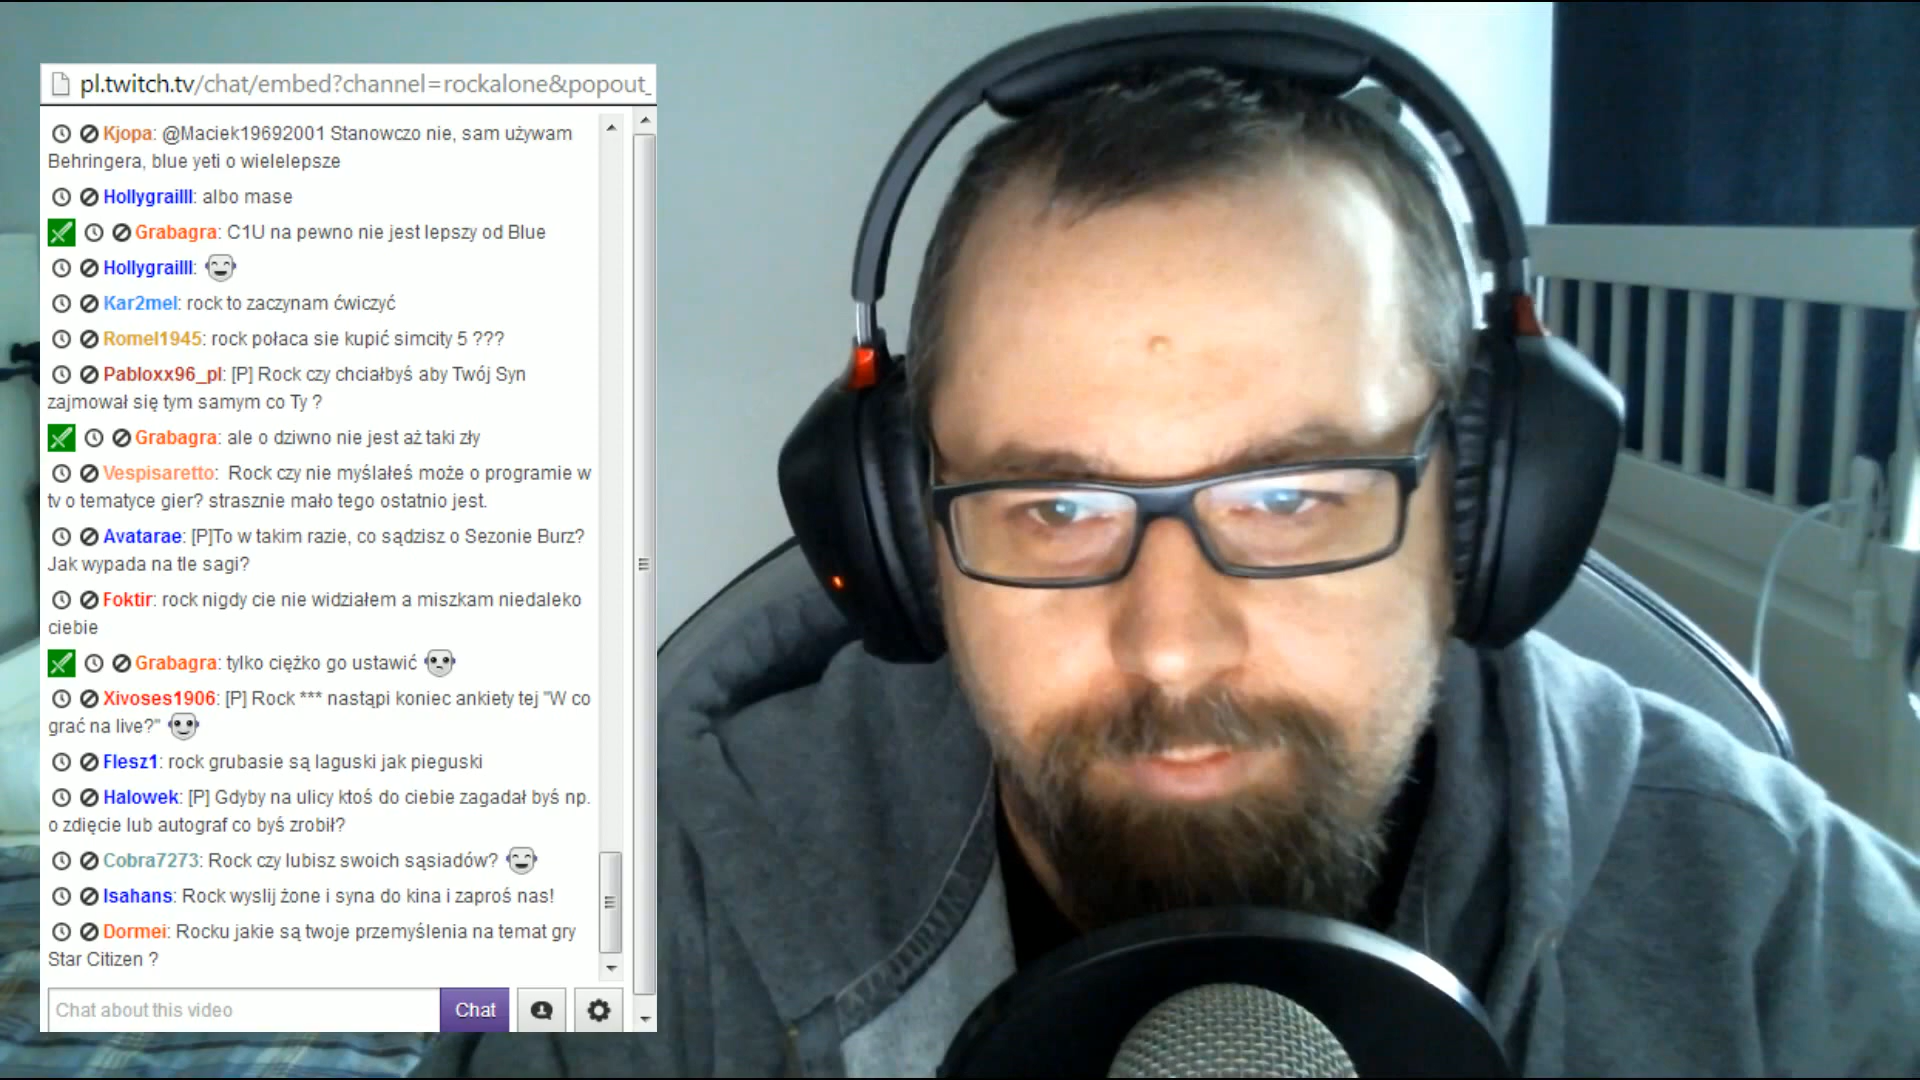 pl.twitch.tv/chat/embed?channel=rockalone&popout_
Kjopa: @Maciek19692001 Stanowczo nie, sam używam
Behringera, blue yeti o wielelepsze
Hollygrailll: albo mase
Grabagra: C1U na pewno nie jest lepszy od Blue
Hollygrailll:
Kar2mel: rock to zaczynam ćwiczyć
Romel1945: rock połaca sie kupić simcity 5 ???
Pabloxx96_pl: [P] Rock czy chciałbyś aby Twój Syn
zajmował się tym samym co Ty ?
Grabagra: ale o dziwno nie jest aż taki zły
Vespisaretto: Rock czy nie myślałeś może o programie w
tv o tematyce gier? strasznie mało tego ostatnio jest.
Avatarae: [P]To w takim razie, co sądzisz o Sezonie Burz?
Jak wypada na tle sagi?
Foktir: rock nigdy cie nie widziałem a miszkam niedaleko
ciebie
Grabagra: tylko ciężko go ustawić
Xivoses1906: [P] Rock *** nastąpi koniec ankiety tej "W co
grać na live?"
Flesz1: rock grubasie są laguski jak pieguski
Halowek: [P] Gdyby na ulicy ktoś do ciebie zagadał byś np.
o zdięcie lub autograf co byś zrobił?
Cobra7273: Rock czy lubisz swoich sąsiadów?
Isahans: Rock wyslij żone i syna do kina i zaproś nas!
Dormei: Rocku jakie są twoje przemyślenia na temat gry
Star Citizen ?
Chat about this video
Chat